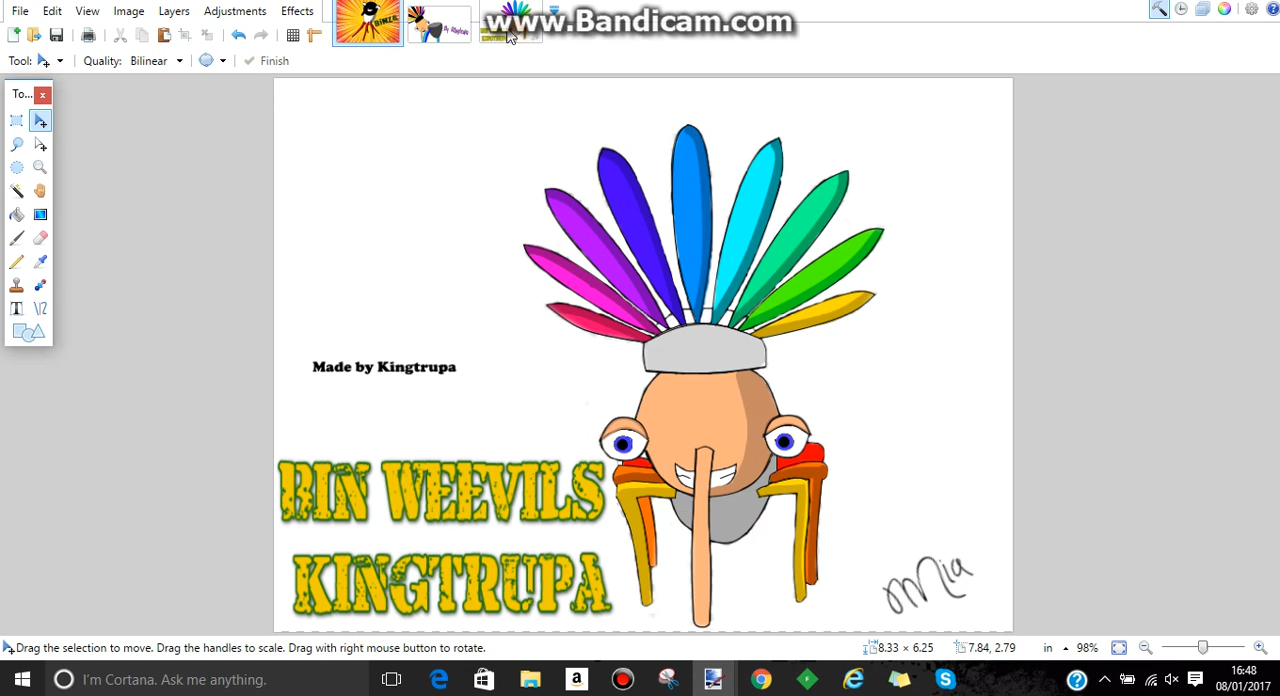 File Edit View Image Layers Adjustments Effects
www.Bandicam.com
Tool: Quality: Bilinear Finish
To...
Made by Kingtrupa
BIN WEEVILS
KINGTRUPA
Mia
Drag the selection to move. Drag the handles to scale. Drag with right mouse button to rotate.
8.33 × 6.25
7.84, 2.79
in
98%
I'm Cortana. Ask me anything.
16:48
08/01/2017